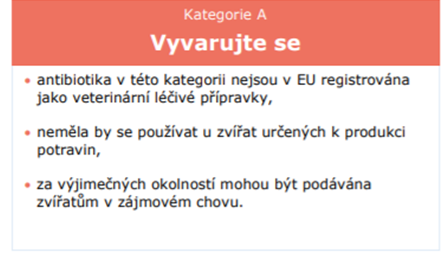 Kategorie A
Vyvarujte se
• antibiotika v této kategorii nejsou v EU registrována
jako veterinární léčivé přípravky,
• neměla by se používat u zvířat určených k produkci
potravin,
• za výjimečných okolností mohou být podávána
zvířatům v zájmovém chovu.